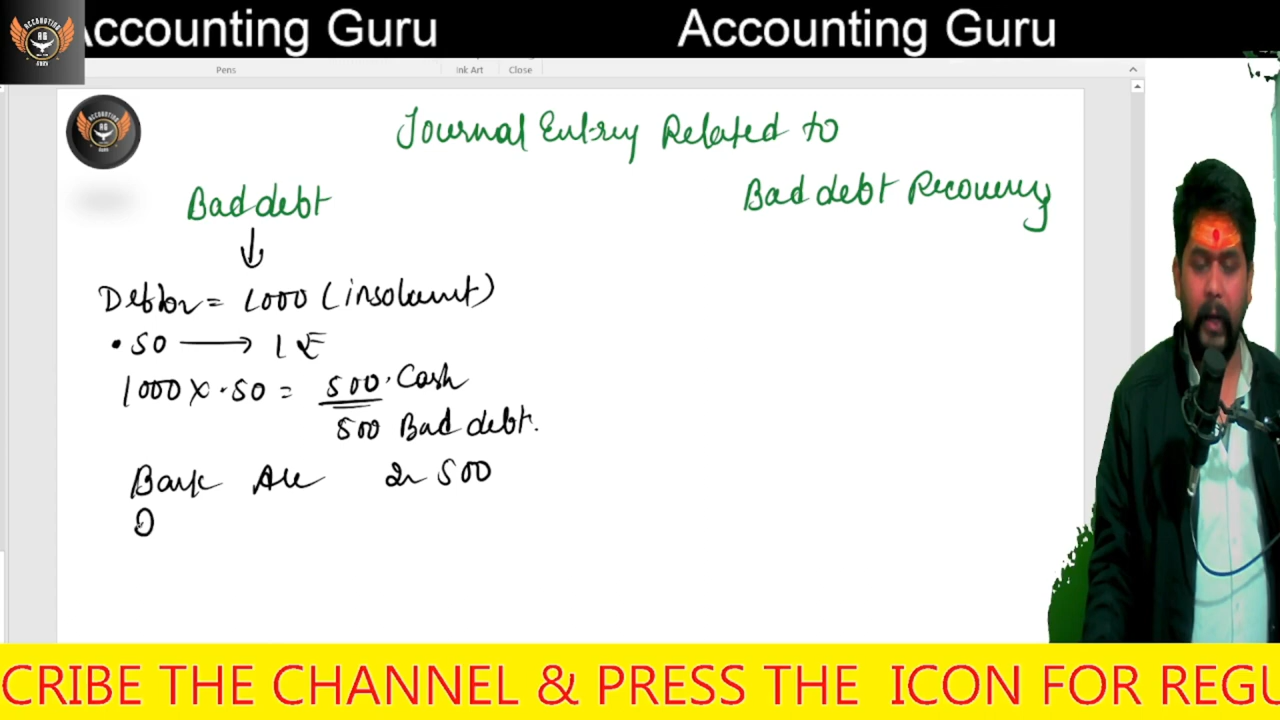 Accounting Guru Accounting Guru
Pens Ink Art Close
Journal Entry Related to
Bad debt Bad debt Recovery
Debtor = 1000 (insolvent)
.50 → 1 ₹
1000 X .50 = 500. Cash
500 Bad debt.
Bank A/c Dr 500
CRIBE THE CHANNEL & PRESS THE ICON FOR REGU